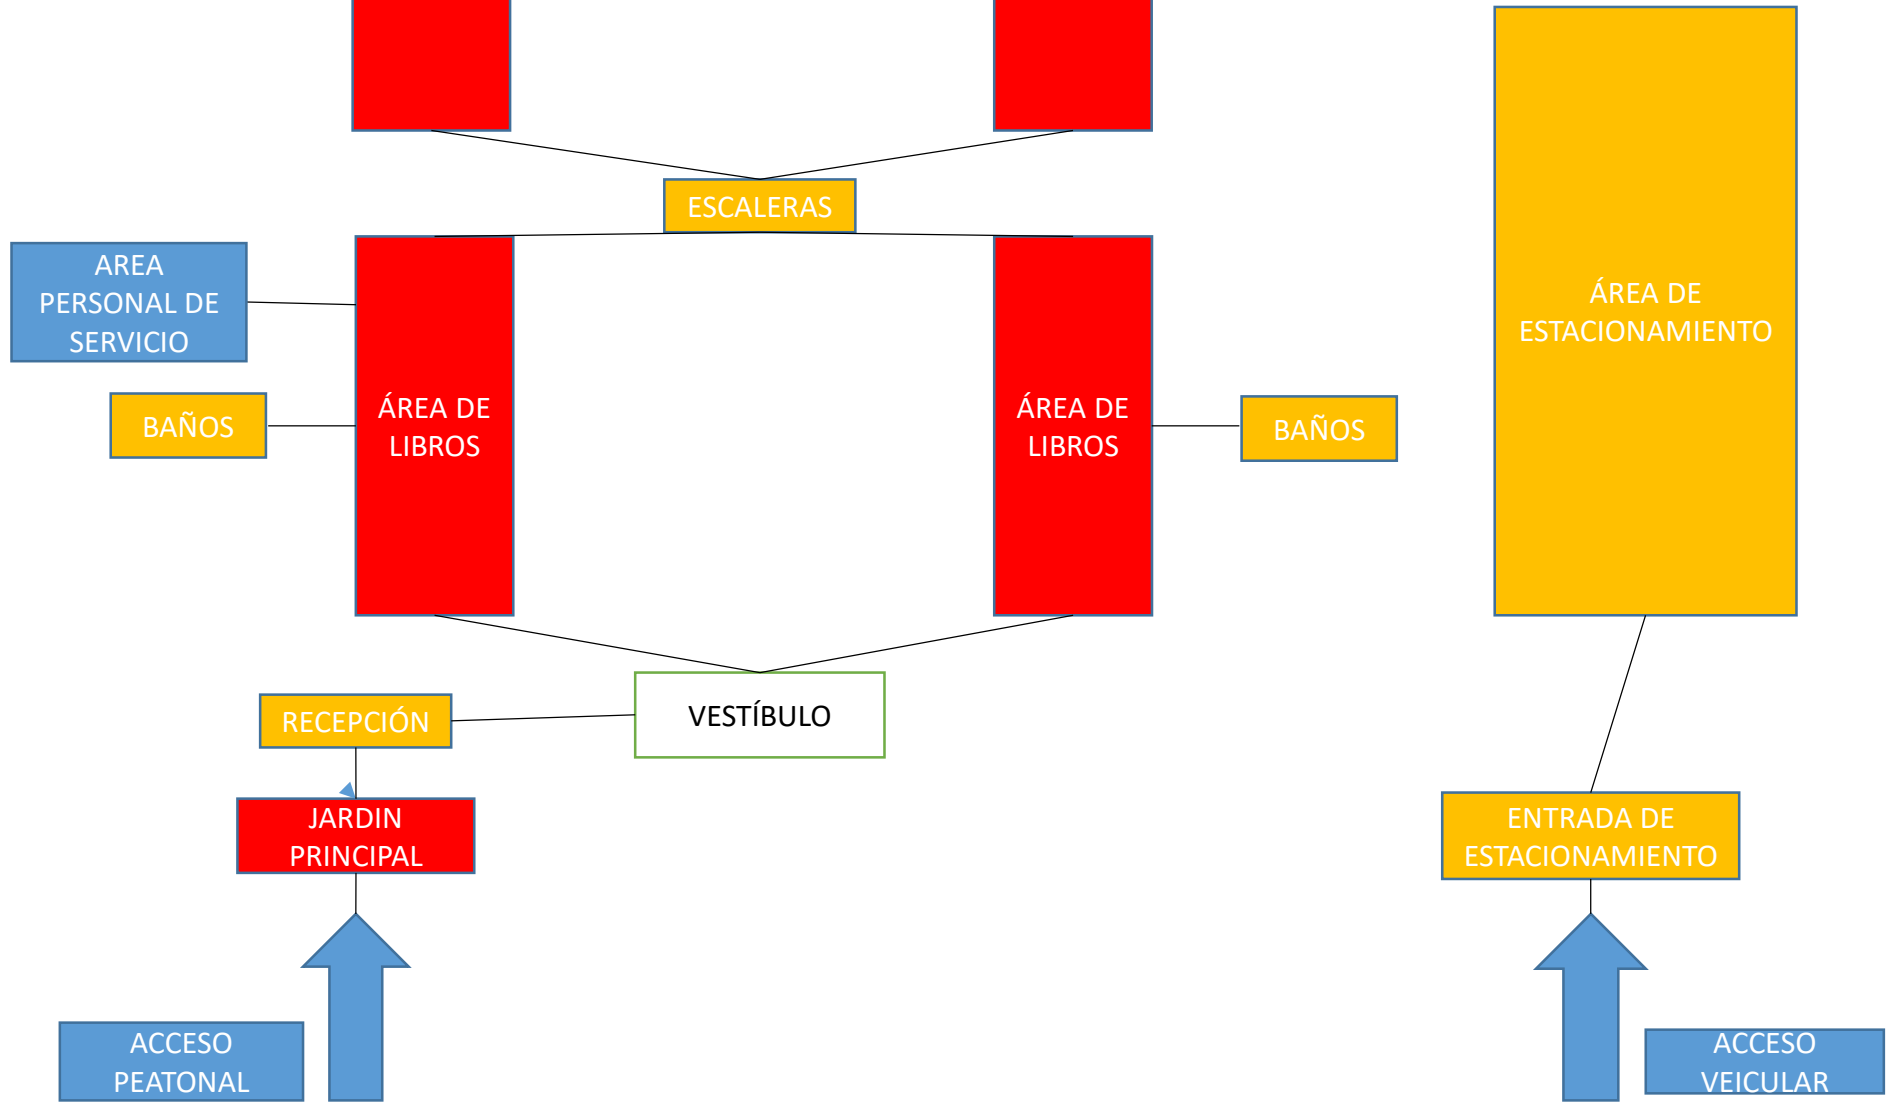 ESCALERAS
AREA
PERSONAL DE
SERVICIO
BAÑOS
ÁREA DE
LIBROS
ÁREA DE
LIBROS
BAÑOS
ÁREA DE
ESTACIONAMIENTO
RECEPCIÓN
VESTÍBULO
JARDIN
PRINCIPAL
ENTRADA DE
ESTACIONAMIENTO
ACCESO
PEATONAL
ACCESO
VEICULAR